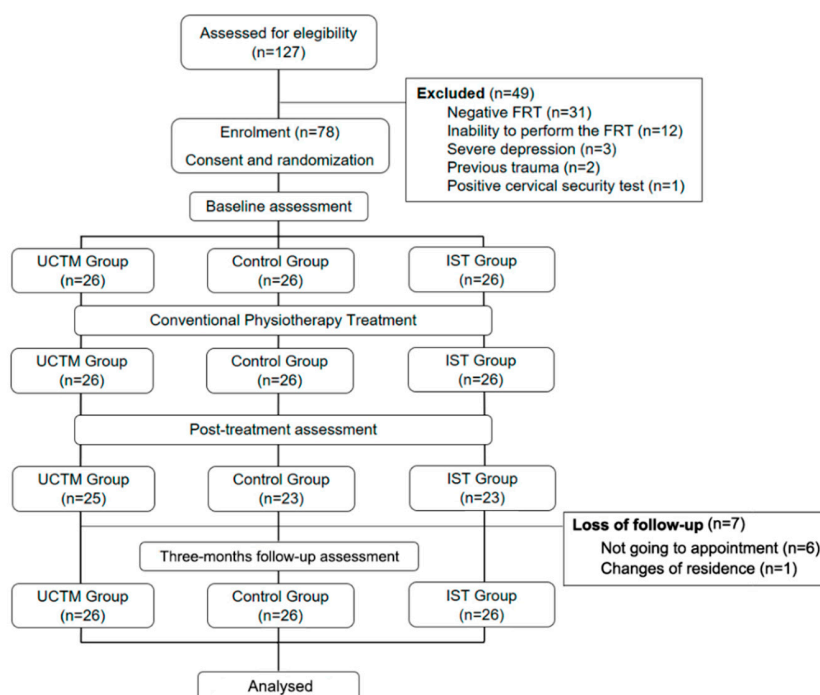 Assessed for elegibility
(n=127)
Excluded (n=49)
Negative FRT (n=31)
Inability to perform the FRT (n=12)
Severe depression (n=3)
Previous trauma (n=2)
Positive cervical security test (n=1)
Enrolment (n=78)
Consent and randomization
Baseline assessment
UCTM Group
(n=26)
Control Group
(n=26)
IST Group
(n=26)
Conventional Physiotherapy Treatment
UCTM Group
(n=26)
Control Group
(n=26)
IST Group
(n=26)
Post-treatment assessment
UCTM Group
(n=25)
Control Group
(n=23)
IST Group
(n=23)
Loss of follow-up (n=7)
Not going to appointment (n=6)
Changes of residence (n=1)
Three-months follow-up assessment
UCTM Group
(n=26)
Control Group
(n=26)
IST Group
(n=26)
Analysed